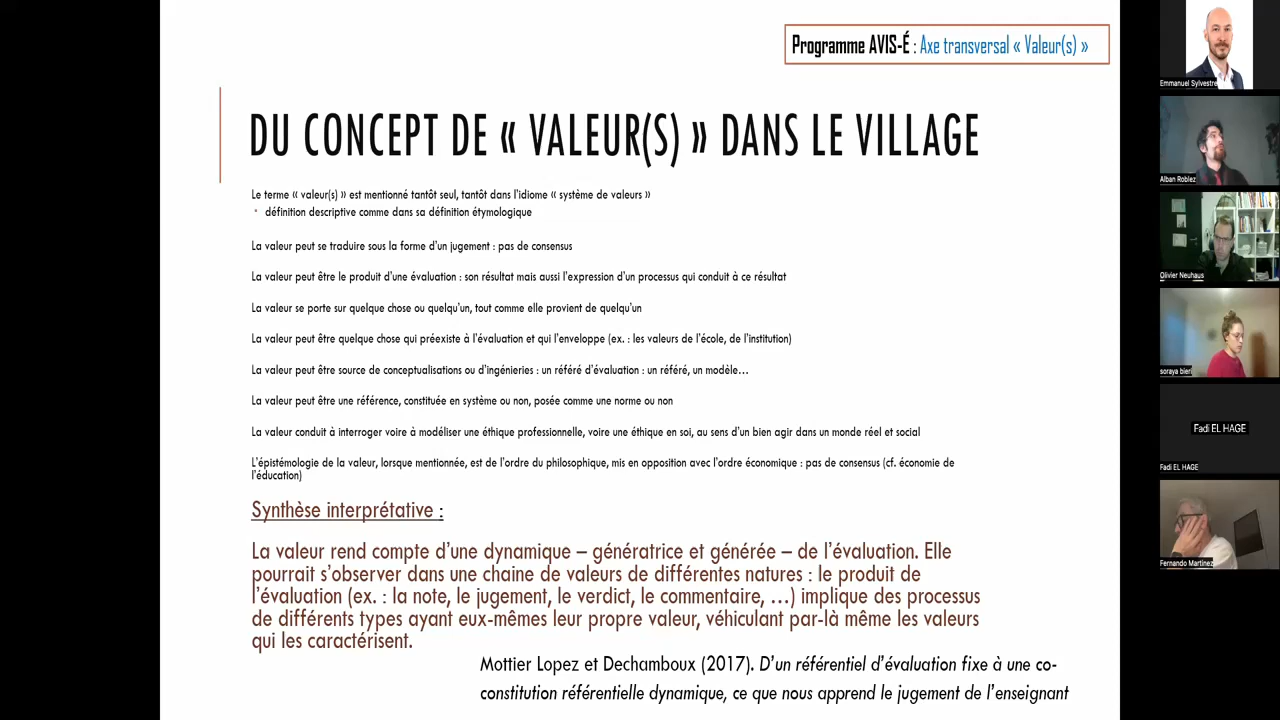 Programme AVIS-É : Axe transversal « Valeur(s) »
DU CONCEPT DE « VALEUR(S) » DANS LE VILLAGE
Le terme « valeur(s) » est mentionné tantôt seul, tantôt dans l'idiome « système de valeurs »
définition descriptive comme dans sa définition étymologique
La valeur peut se traduire sous la forme d'un jugement : pas de consensus
La valeur peut être le produit d'une évaluation : son résultat mais aussi l'expression d'un processus qui conduit à ce résultat
La valeur se porte sur quelque chose ou quelqu'un, tout comme elle provient de quelqu'un
La valeur peut être quelque chose qui préexiste à l'évaluation et qui l'enveloppe (ex. : les valeurs de l'école, de l'institution)
La valeur peut être source de conceptualisations ou d'ingénieries : un référé d'évaluation : un référé, un modèle…
La valeur peut être une référence, constituée en système ou non, posée comme une norme ou non
La valeur conduit à interroger voire à modéliser une éthique professionnelle, voire une éthique en soi, au sens d'un bien agir dans un monde réel et social
L'épistémologie de la valeur, lorsque mentionnée, est de l'ordre du philosophique, mis en opposition avec l'ordre économique : pas de consensus (cf. économie de
l'éducation)
Synthèse interprétative :
La valeur rend compte d'une dynamique – génératrice et générée – de l'évaluation. Elle
pourrait s'observer dans une chaine de valeurs de différentes natures : le produit de
l'évaluation (ex. : la note, le jugement, le verdict, le commentaire, …) implique des processus
de différents types ayant eux-mêmes leur propre valeur, véhiculant par-là même les valeurs
qui les caractérisent.
Mottier Lopez et Dechamboux (2017). D'un référentiel d'évaluation fixe à une co-
constitution référentielle dynamique, ce que nous apprend le jugement de l'enseignant
Emmanuel Sylvestre
Alban Roblez
Olivier Neuhaus
soraya bieri
Fadi EL HAGE
Fadi EL HAGE
Fernando Martinez